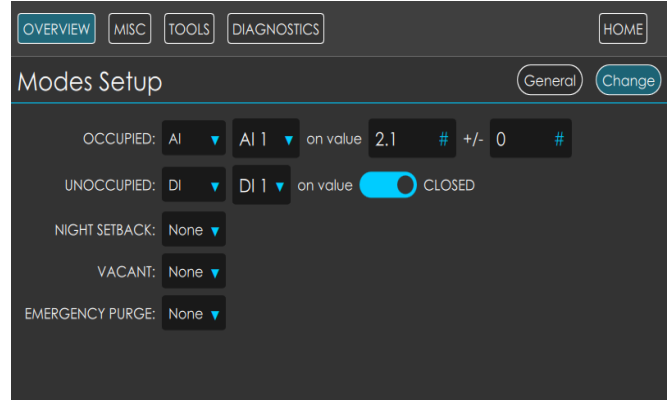 OVERVIEW MISC TOOLS DIAGNOSTICS HOME
Modes Setup General Change
OCCUPIED: AI AI 1 on value 2.1 # +/- 0 #
UNOCCUPIED: DI DI 1 on value CLOSED
NIGHT SETBACK: None
VACANT: None
EMERGENCY PURGE: None